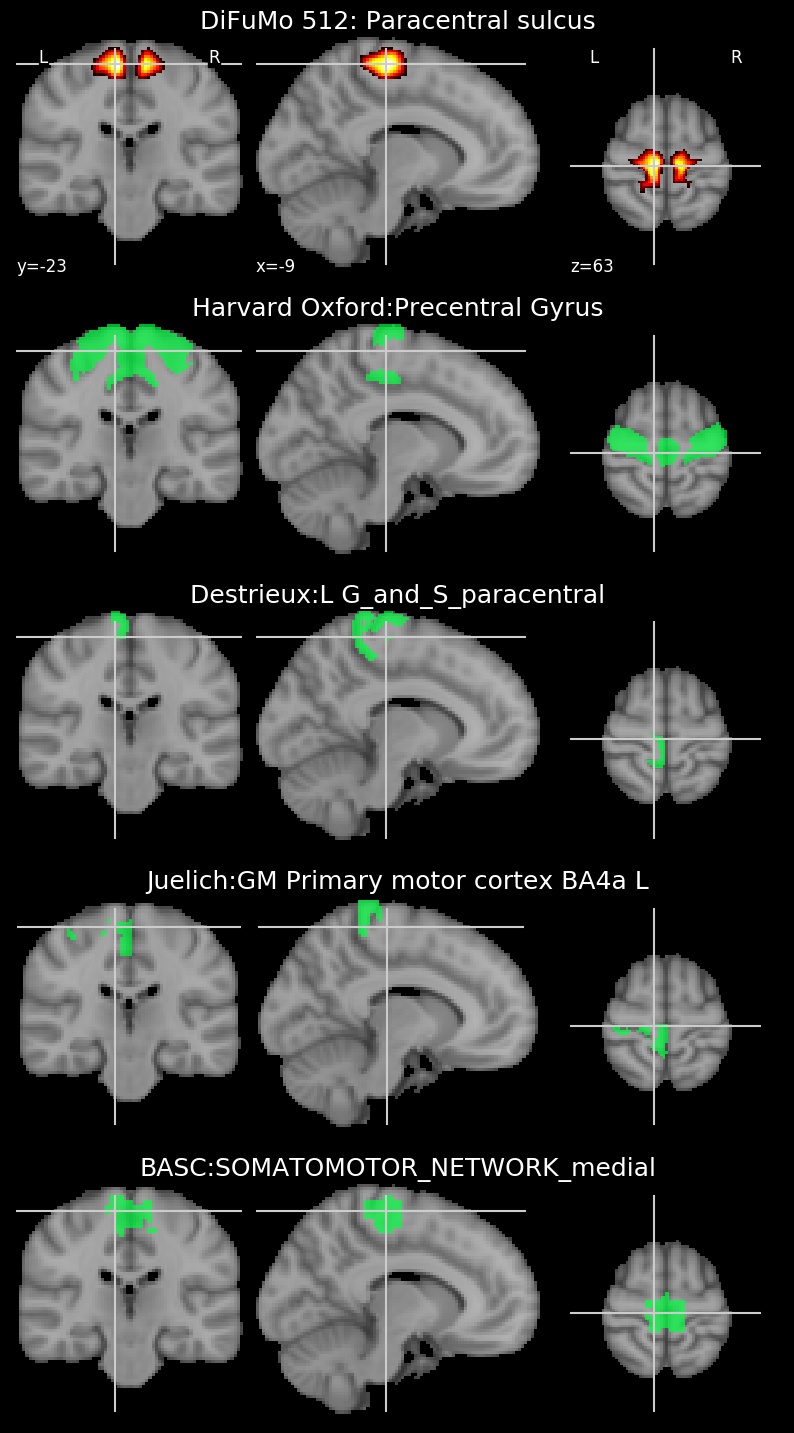 DiFuMo 512: Paracentral sulcus
L R L R
y=-23 x=-9 z=63
Harvard Oxford:Precentral Gyrus
Destrieux:L G_and_S_paracentral
Juelich:GM Primary motor cortex BA4a L
BASC:SOMATOMOTOR_NETWORK_medial